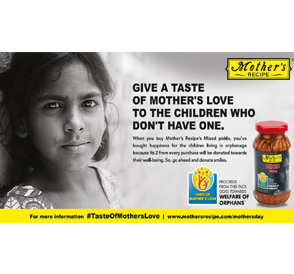 Mother's
RECIPE
GIVE A TASTE
OF MOTHER'S LOVE
TO THE CHILDREN WHO
DON'T HAVE ONE.
When you buy Mother's Recipe's Mixed pickle, you've
bought happiness for the children living in orphanage
because ₹2 from every purchase will be donated towards
their well-being. So, go ahead and donate smiles.
TASTE OF
MOTHER'S LOVE
PROCEEDS
FROM THIS PACK
GOES TOWARDS
WELFARE OF
ORPHANS
Mother's
For more information #TasteOfMothersLove | www.mothersrecipe.com/mothersday